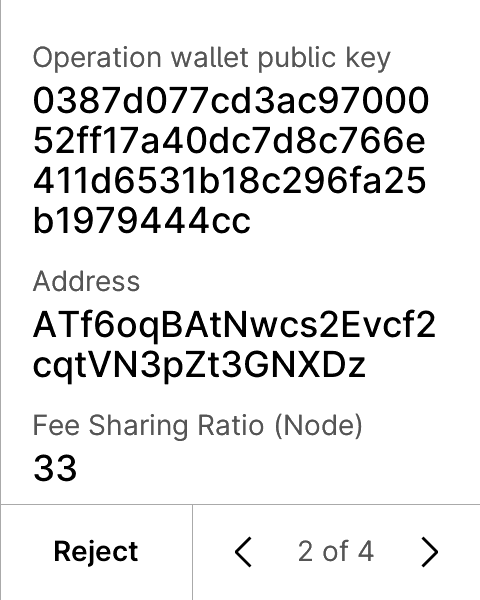 Operation wallet public key
0387d077cd3ac97000
52ff17a40dc7d8c766e
411d6531b18c296fa25
b1979444cc
Address
ATf6oqBAtNwcs2Evcf2
cqtVN3pZt3GNXDz
Fee Sharing Ratio (Node)
33
Reject
2 of 4